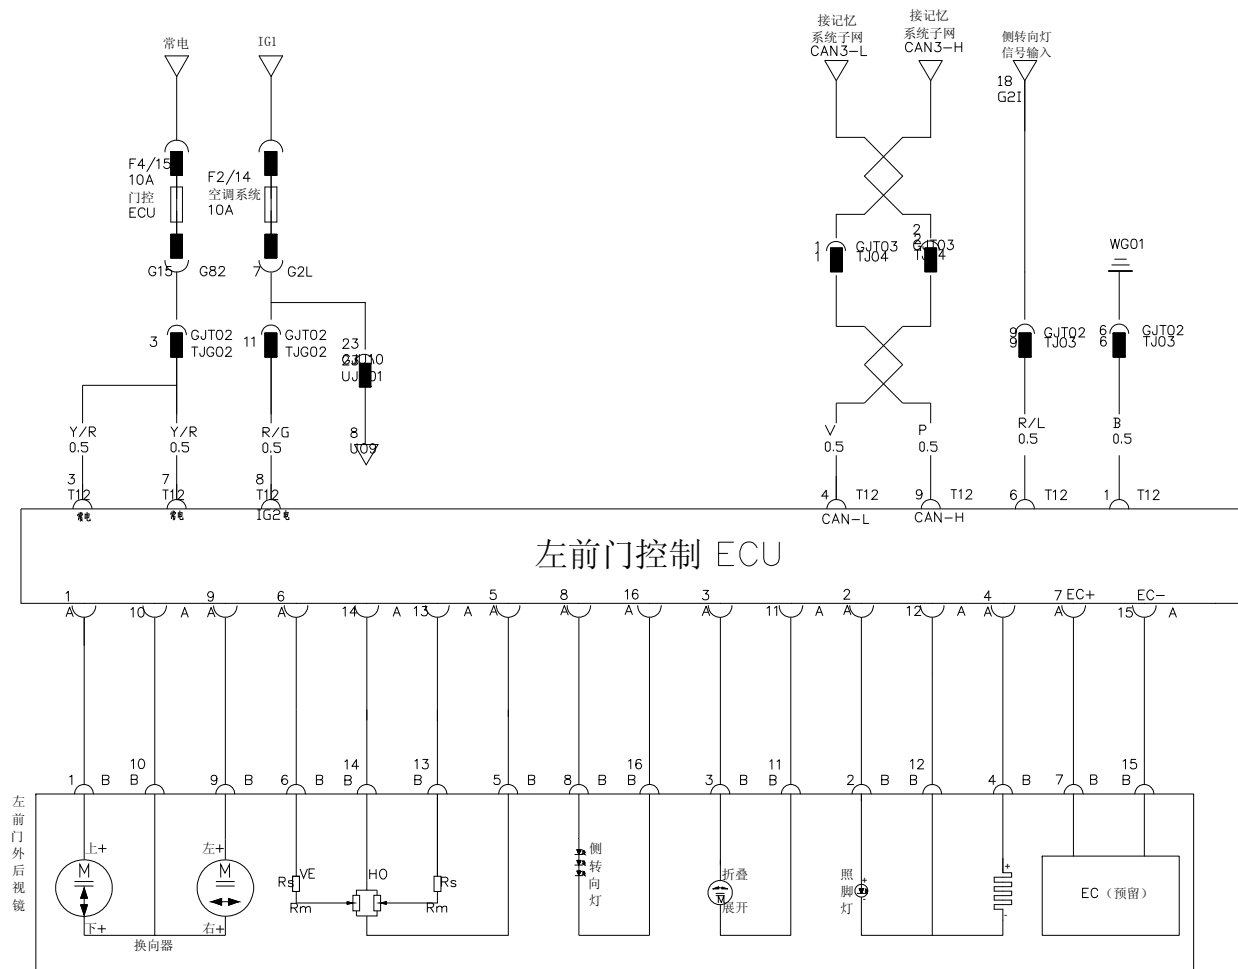 常电
IG1
接记忆
系统子网
CAN3-L
接记忆
系统子网
CAN3-H
侧转向灯
信号输入
18
G2I
F4/15
10A
门控
ECU
F2/14
空调系统
10A
G15
G82
7
G2L
1
1
GJT03
TJ04
2
2
GJT03
WG01
3
GJT02
TJG02
11
GJT02
TJG02
23
9
9
GJT02
TJ03
6
6
GJT02
TJ03
Y/R
0.5
Y/R
0.5
R/G
0.5
8
U09
V
0.5
P
0.5
R/L
0.5
B
0.5
3
T12
7
T12
8
T12
4
T12
9
T12
6
T12
1
T12
常电
常电
IG2电
CAN-L
CAN-H
左前门控制 ECU
1
A
10
A
9
A
6
A
14
A
13
A
5
A
8
A
16
A
3
A
11
A
2
A
12
A
4
A
7
A
EC+
EC-
15
A
1
B
10
B
9
B
6
B
14
B
13
B
5
B
8
B
16
B
3
B
11
B
2
B
12
B
4
B
7
B
15
B
左前门外后视镜
上+
M
下+
换向器
左+
M
右+
VE
Rs
Rm
HO
Rs
Rm
侧转向灯
折叠
M
展开
照脚灯
+
-
+
-
EC（预留）